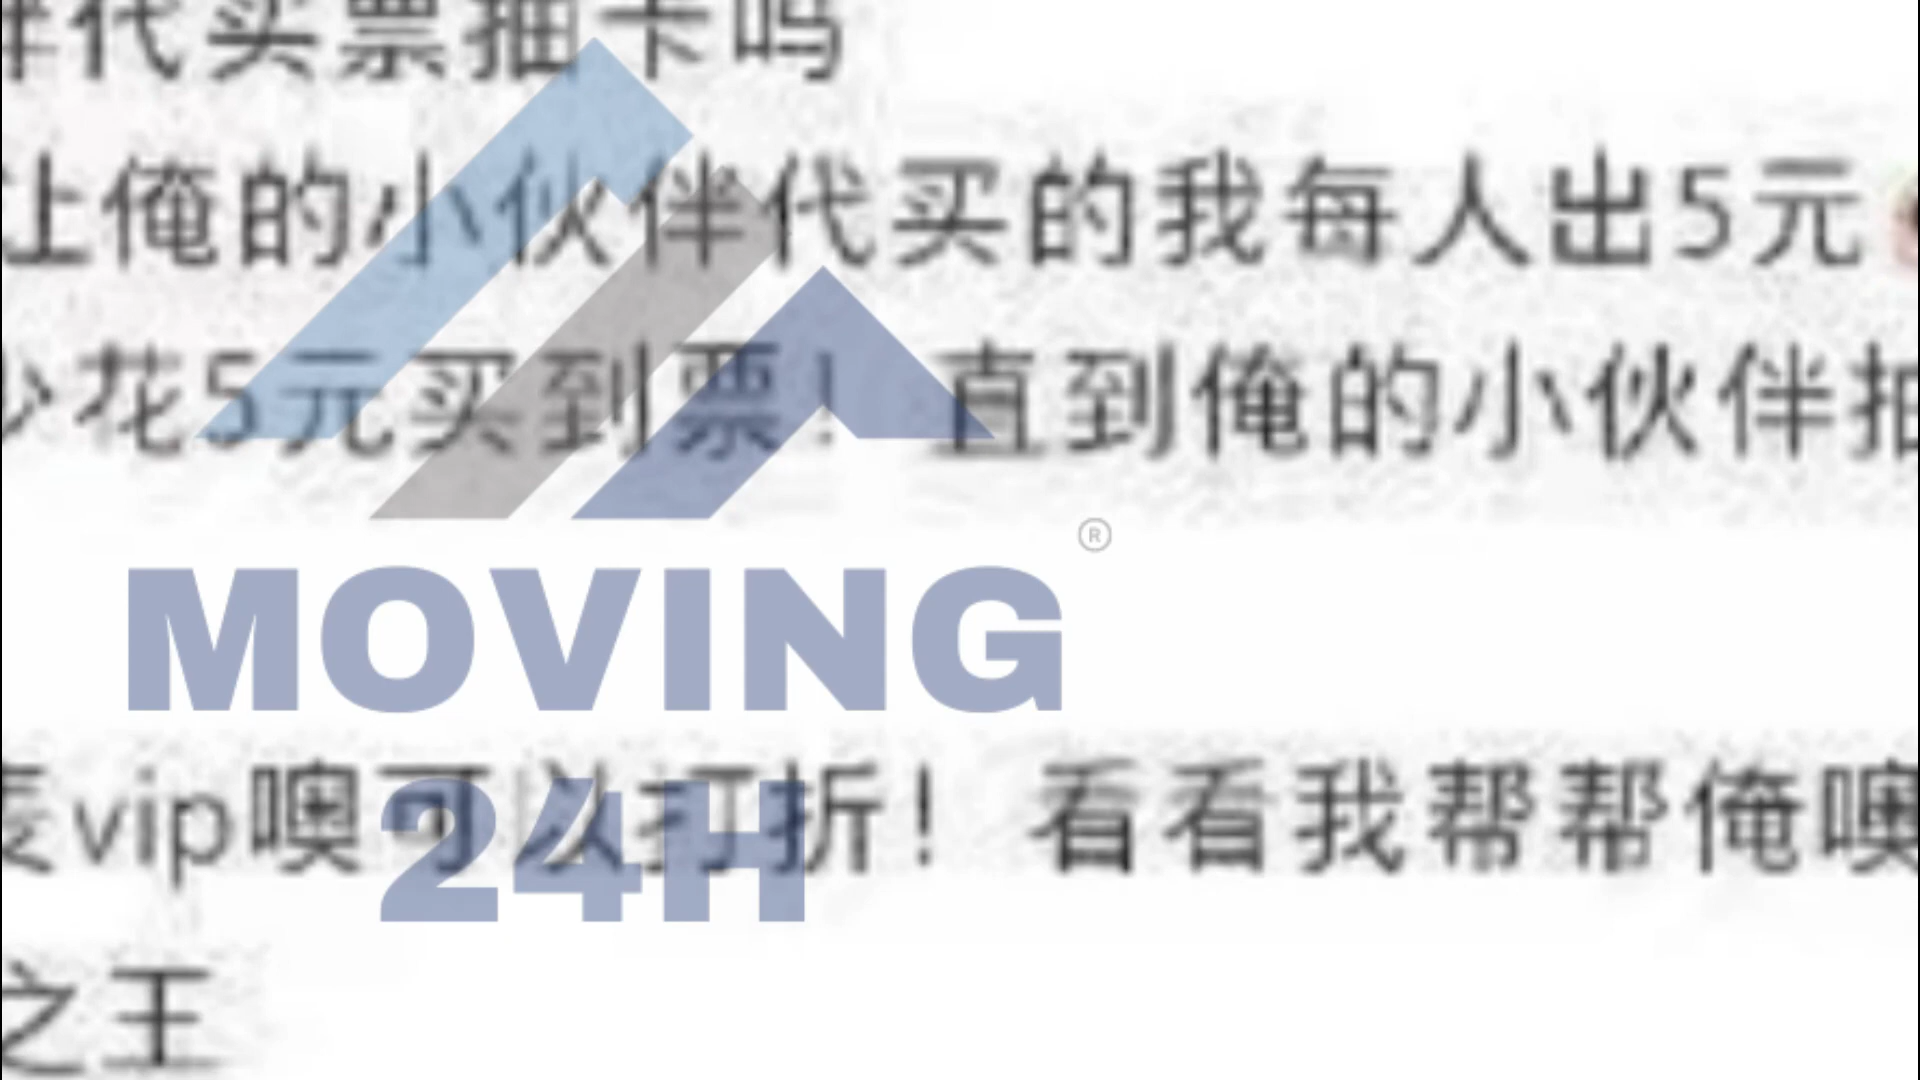 伴代买票抽卡吗
让俺的小伙伴代买的我每人出5元
少花5元买到票！ 直到俺的小伙伴抽
®
MOVING
vip噢可以打折！ 看看我帮帮俺噢
24H
之王